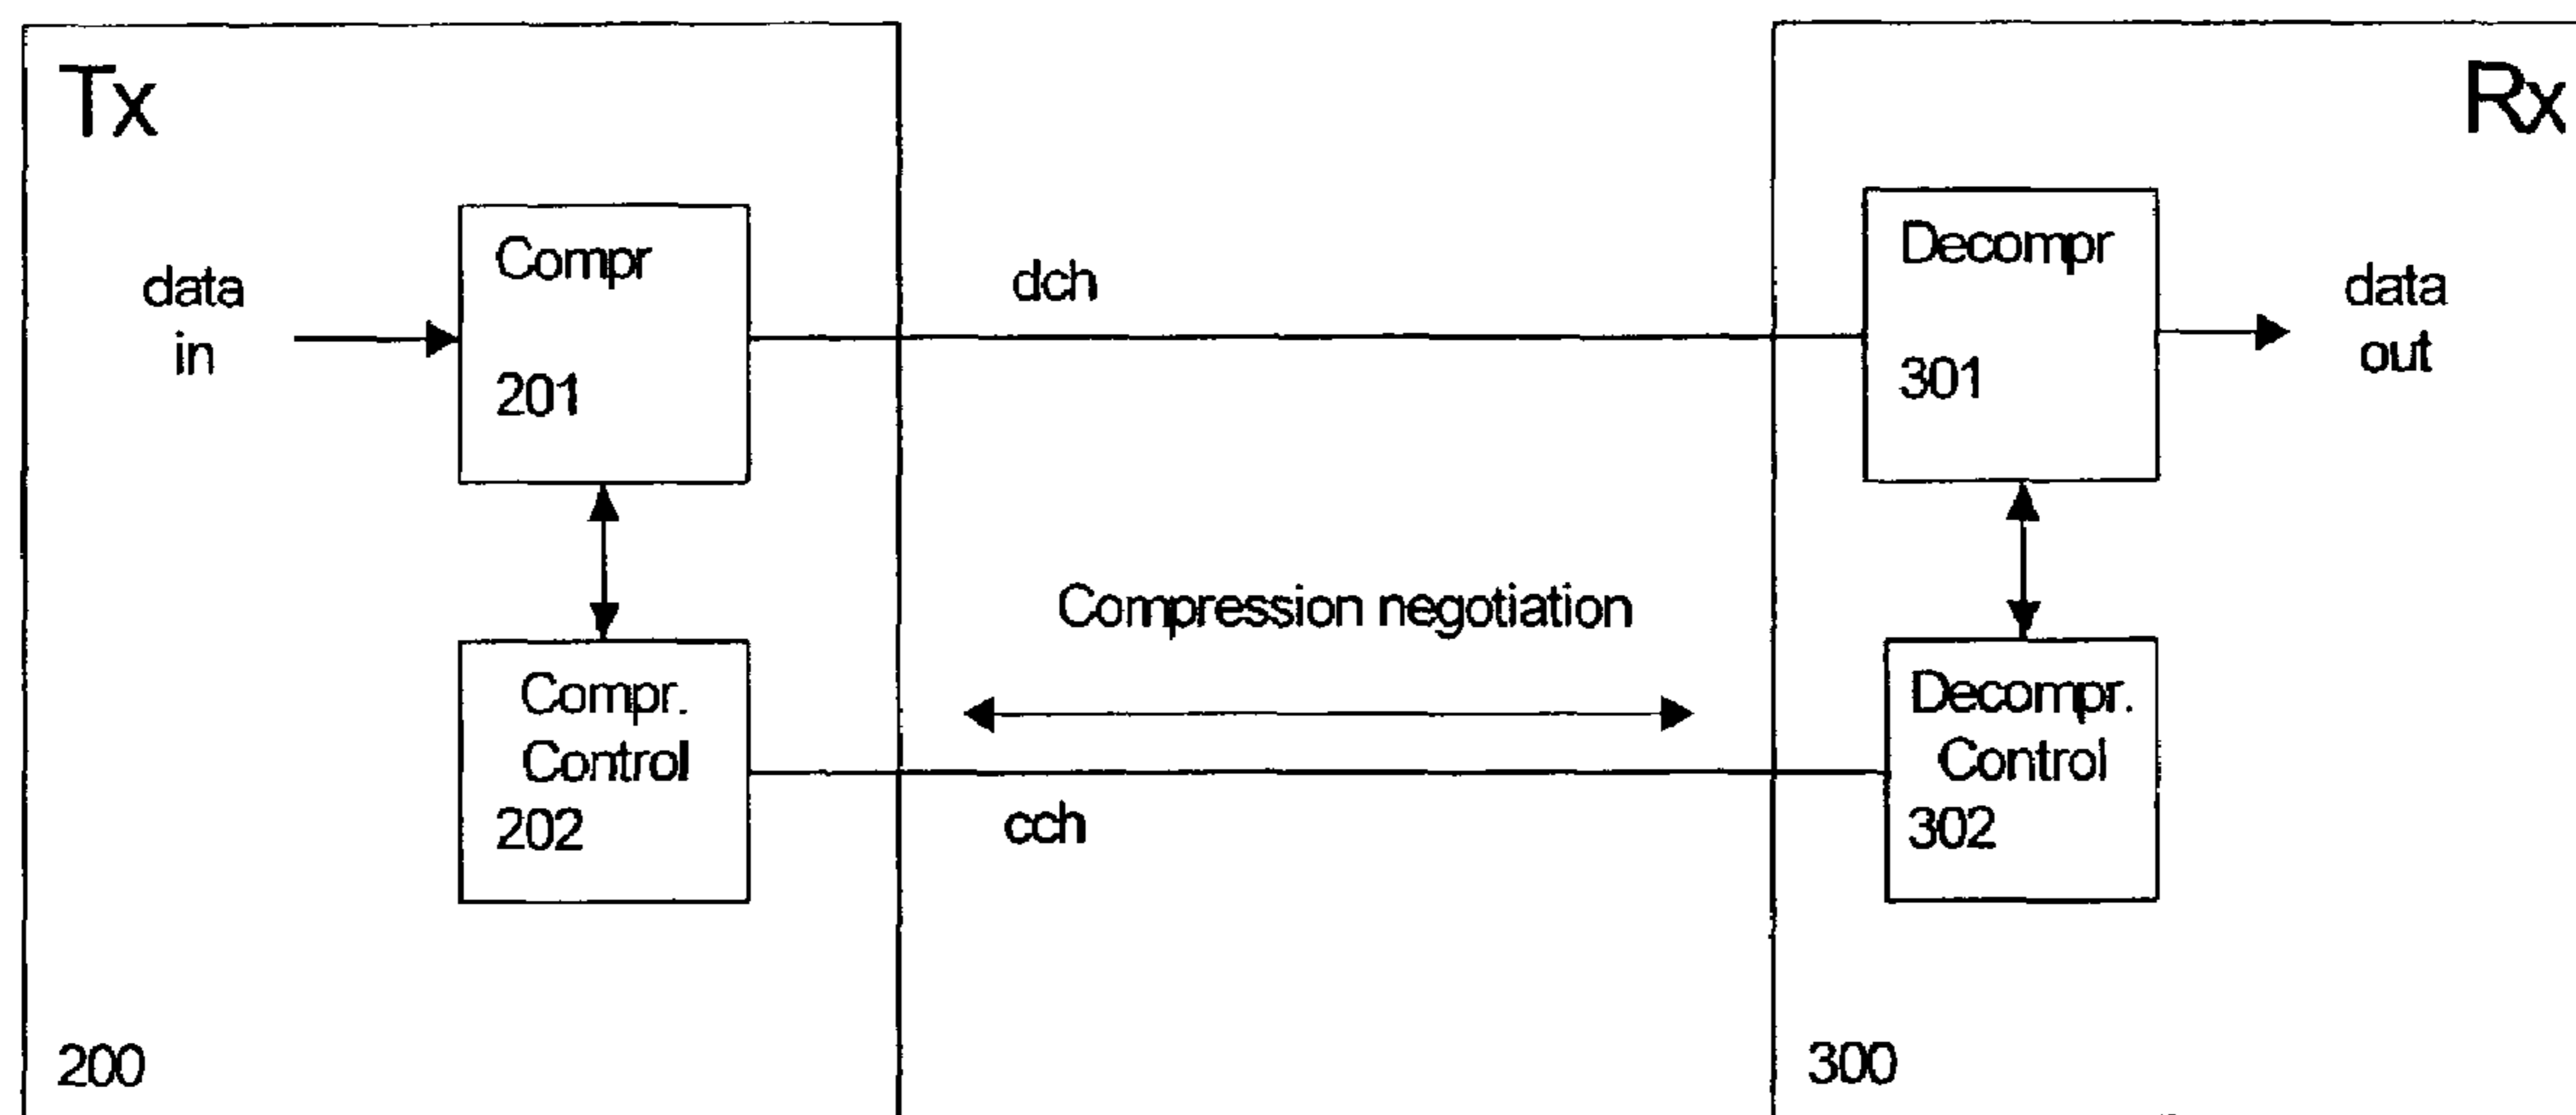 Tx
Rx
data
in
Compr
201
dch
Decompr
301
data
out
Compression negotiation
Compr.
Control
202
cch
Decompr.
Control
302
200
300